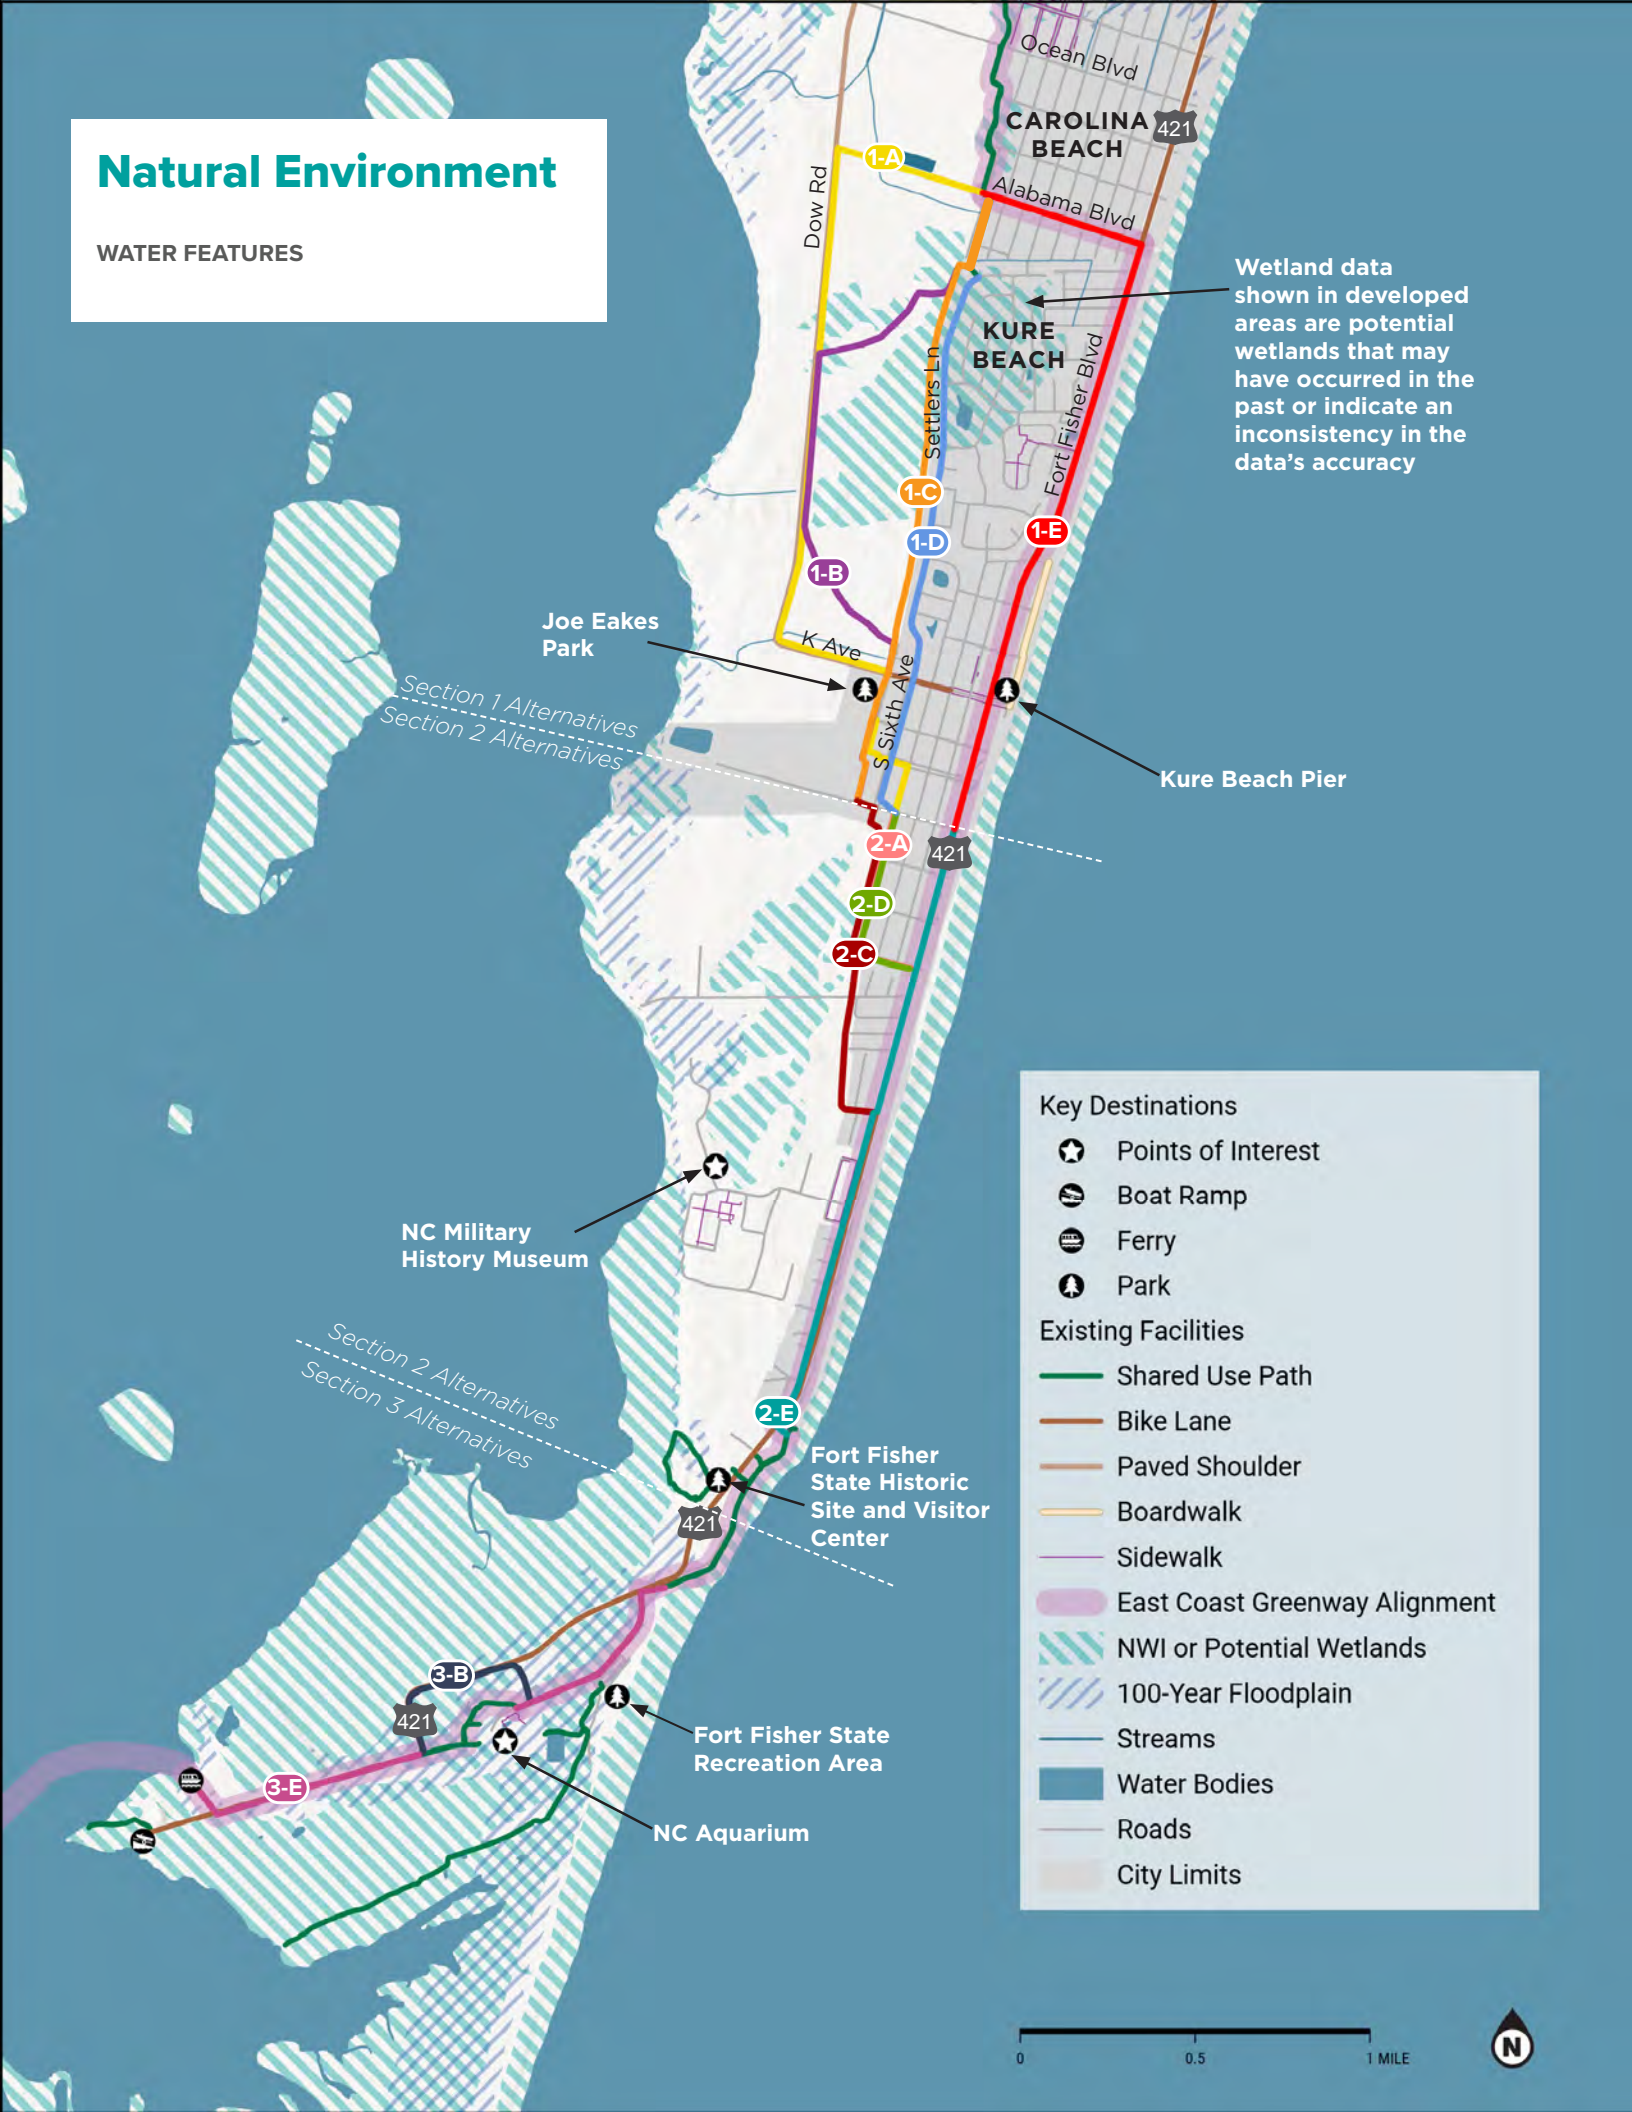 Natural Environment
WATER FEATURES
Ocean Blvd
CAROLINA
BEACH
421
1-A
Alabama Blvd
Dow Rd
Wetland data
shown in developed
areas are potential
wetlands that may
have occurred in the
past or indicate an
inconsistency in the
data's accuracy
KURE
BEACH
Settlers Ln
Fort Fisher Blvd
1-C
1-D
1-E
1-B
Joe Eakes
Park
K Ave
S Sixth Ave
Section 1 Alternatives
Section 2 Alternatives
Kure Beach Pier
2-A
421
2-D
2-C
NC Military
History Museum
Section 2 Alternatives
Section 3 Alternatives
2-E
Fort Fisher
State Historic
Site and Visitor
Center
421
3-B
421
Fort Fisher State
Recreation Area
3-E
NC Aquarium
Key Destinations
Points of Interest
Boat Ramp
Ferry
Park
Existing Facilities
Shared Use Path
Bike Lane
Paved Shoulder
Boardwalk
Sidewalk
East Coast Greenway Alignment
NWI or Potential Wetlands
100-Year Floodplain
Streams
Water Bodies
Roads
City Limits
0
0.5
1 MILE
N